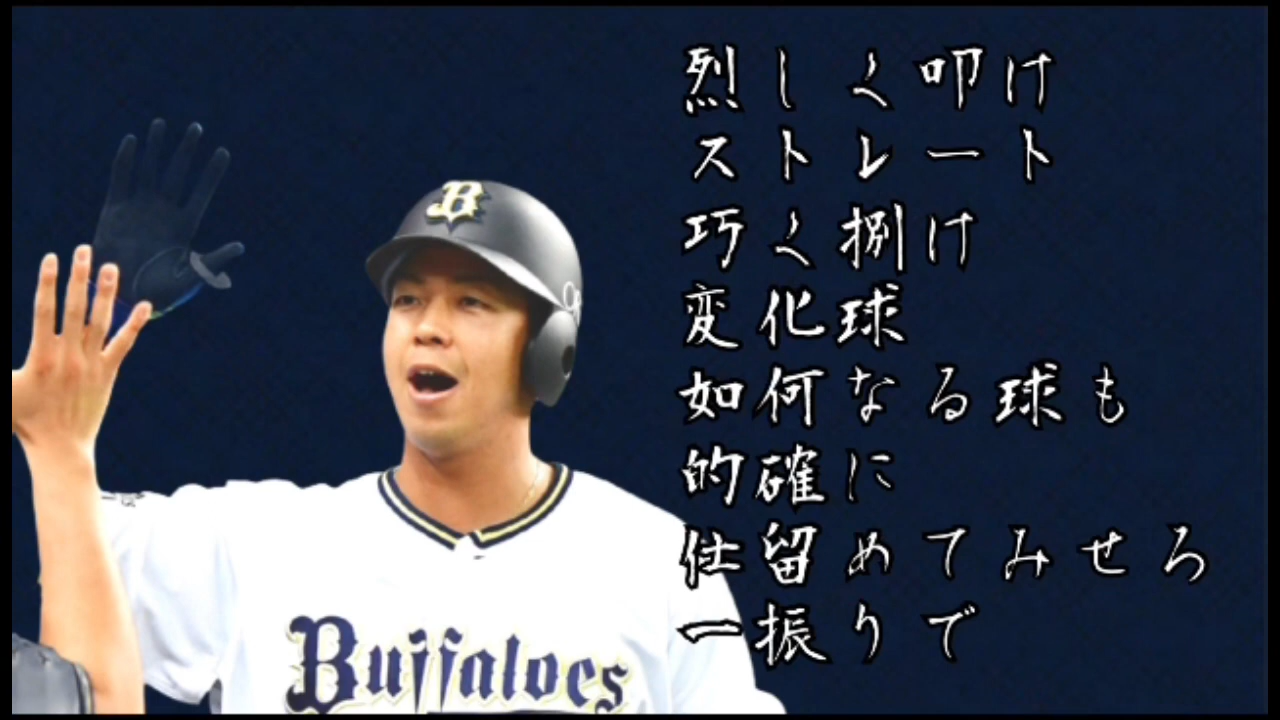 烈しく叩け
ストレート
巧く捌け
変化球
如何なる球も
的確に
仕留めてみせろ
一振りで
B
Buffaloes